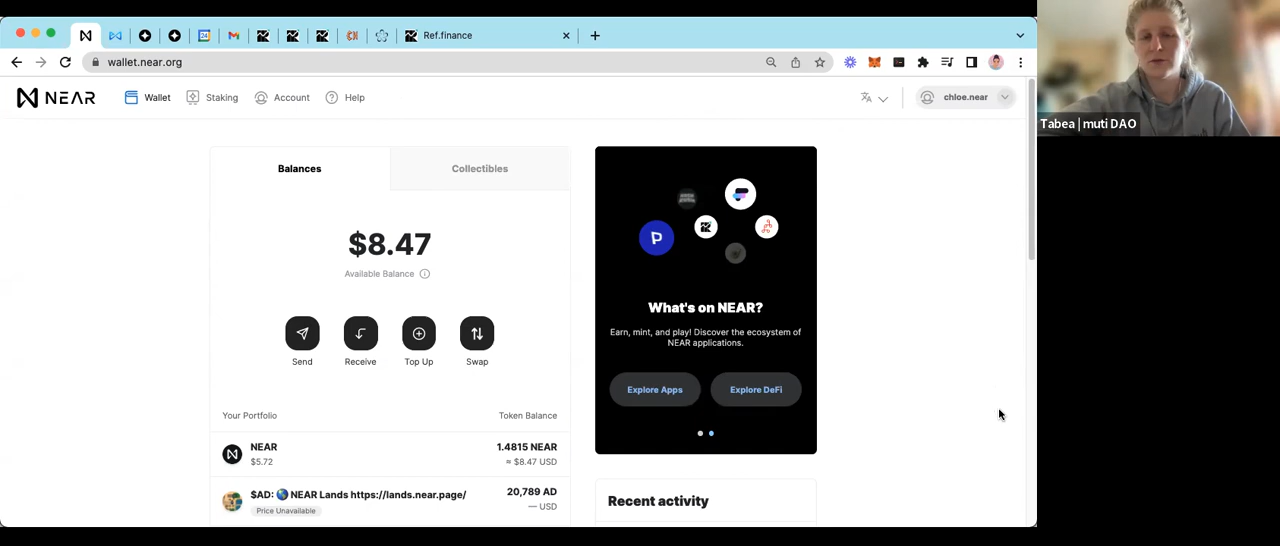 Ref.finance
wallet.near.org
NEAR
Wallet
Staking
Account
Help
chloe.near
Tabea | muti DAO
Balances
Collectibles
$8.47
Available Balance
Send
Receive
Top Up
Swap
Your Portfolio
Token Balance
NEAR
1.4815 NEAR
$5.72
≈ $8.47 USD
$AD: 🌎 NEAR Lands https://lands.near.page/
20,789 AD
Price Unavailable
— USD
What's on NEAR?
Earn, mint, and play! Discover the ecosystem of
NEAR applications.
Explore Apps
Explore DeFi
Recent activity